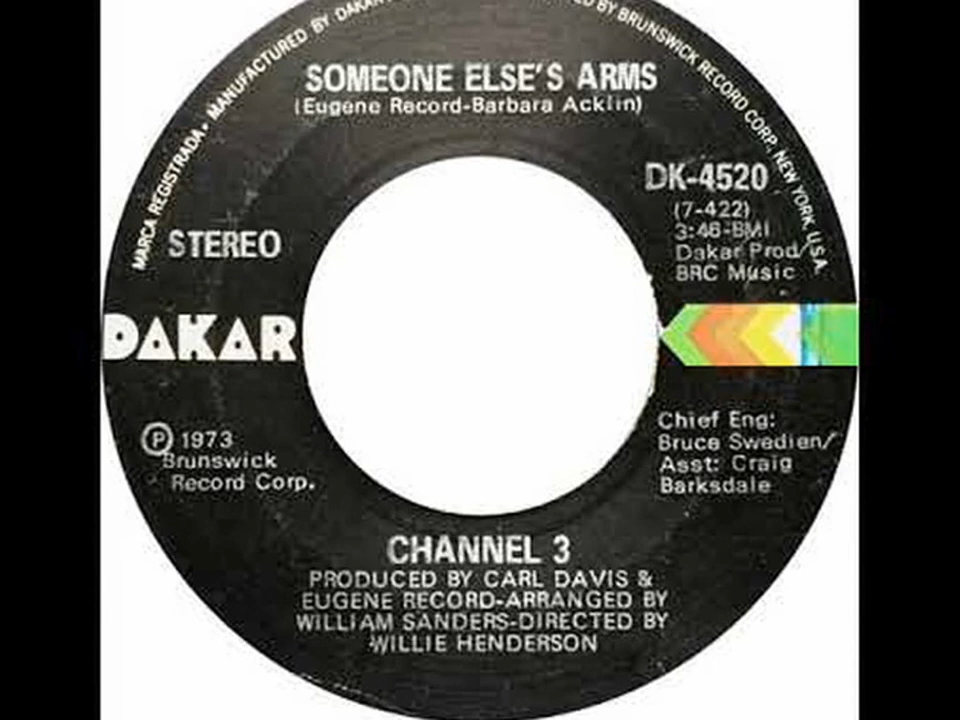 MARCA REGISTRADA. MANUFACTURED BY DAKAR
BY BRUNSWICK RECORD CORP., NEW YORK, U.S.A.
SOMEONE ELSE'S ARMS
(Eugene Record-Barbara Acklin)
DK-4520
(7-422)
3:46-BMI
Dakar Prod/
BRC Music
STEREO
DAKAR
Ⓟ 1973
Brunswick
Record Corp.
Chief Eng:
Bruce Swedien/
Asst: Craig
Barksdale
CHANNEL 3
PRODUCED BY CARL DAVIS &
EUGENE RECORD-ARRANGED BY
WILLIAM SANDERS-DIRECTED BY
WILLIE HENDERSON